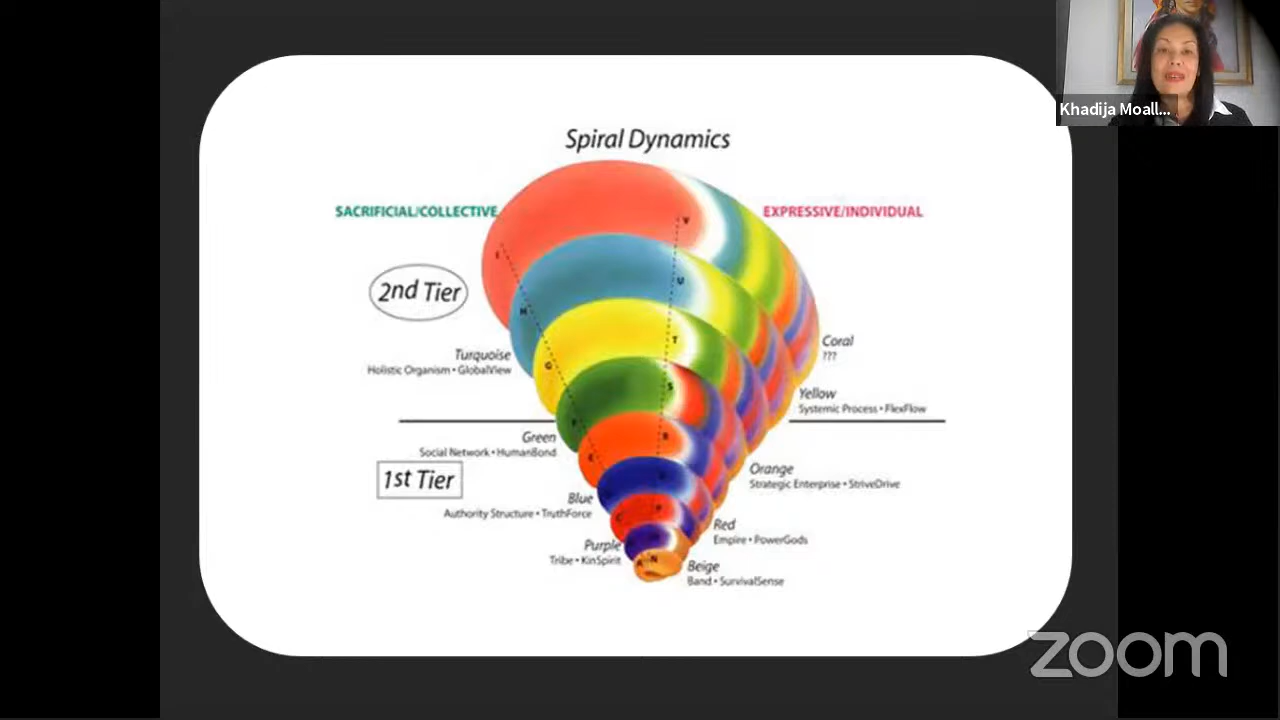 Khadija Moall...
Spiral Dynamics
SACRIFICIAL/COLLECTIVE
EXPRESSIVE/INDIVIDUAL
V
I
2nd Tier
U
H
T
Coral
???
Turquoise
Holistic Organism • GlobalView
G
S
Yellow
Systemic Process • FlexFlow
F
Green
Social Network • HumanBond
R
E
1st Tier
Orange
Strategic Enterprise • StriveDrive
Blue
Authority Structure • TruthForce
P
C
Red
Empire • PowerGods
Purple
Tribe • KinSpirit
A
N
Beige
Band • SurvivalSense
zoom